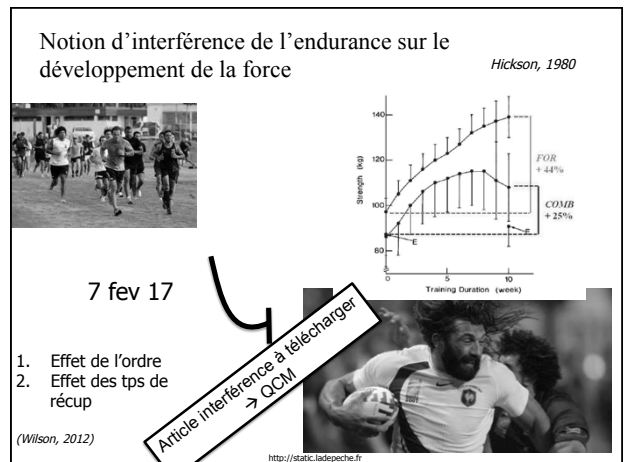 Notion d'interférence de l'endurance sur le
développement de la force
Hickson, 1980
140
120
100
80
Strength (kg)
FOR
+ 44%
COMB
+ 25%
E
E
0
5
10
Training Duration (week)
7 fev 17
1. Effet de l'ordre
2. Effet des tps de
récup
(Wilson, 2012)
Article interférence à télécharger
→ QCM
http://static.ladepeche.fr